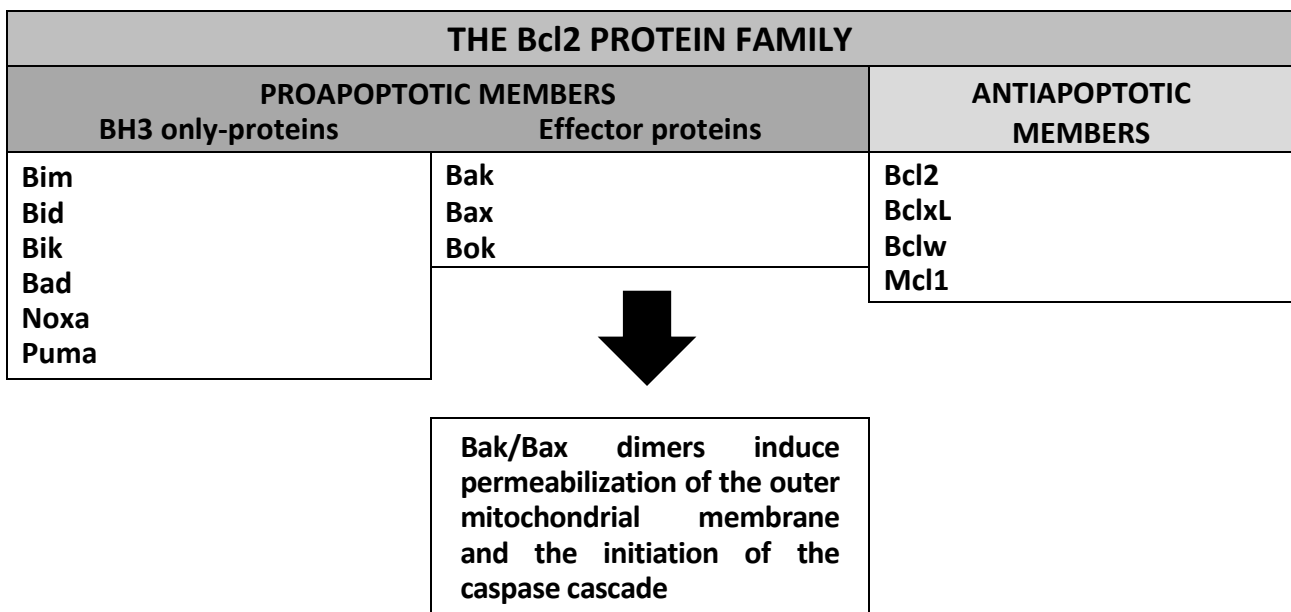 THE Bcl2 PROTEIN FAMILY
PROAPOPTOTIC MEMBERS
BH3 only-proteins
Effector proteins
ANTIAPOPTOTIC
MEMBERS
Bim
Bid
Bik
Bad
Noxa
Puma
Bak
Bax
Bok
Bcl2
BclxL
Bclw
Mcl1
Bak/Bax dimers induce
permeabilization of the outer
mitochondrial membrane
and the initiation of the
caspase cascade